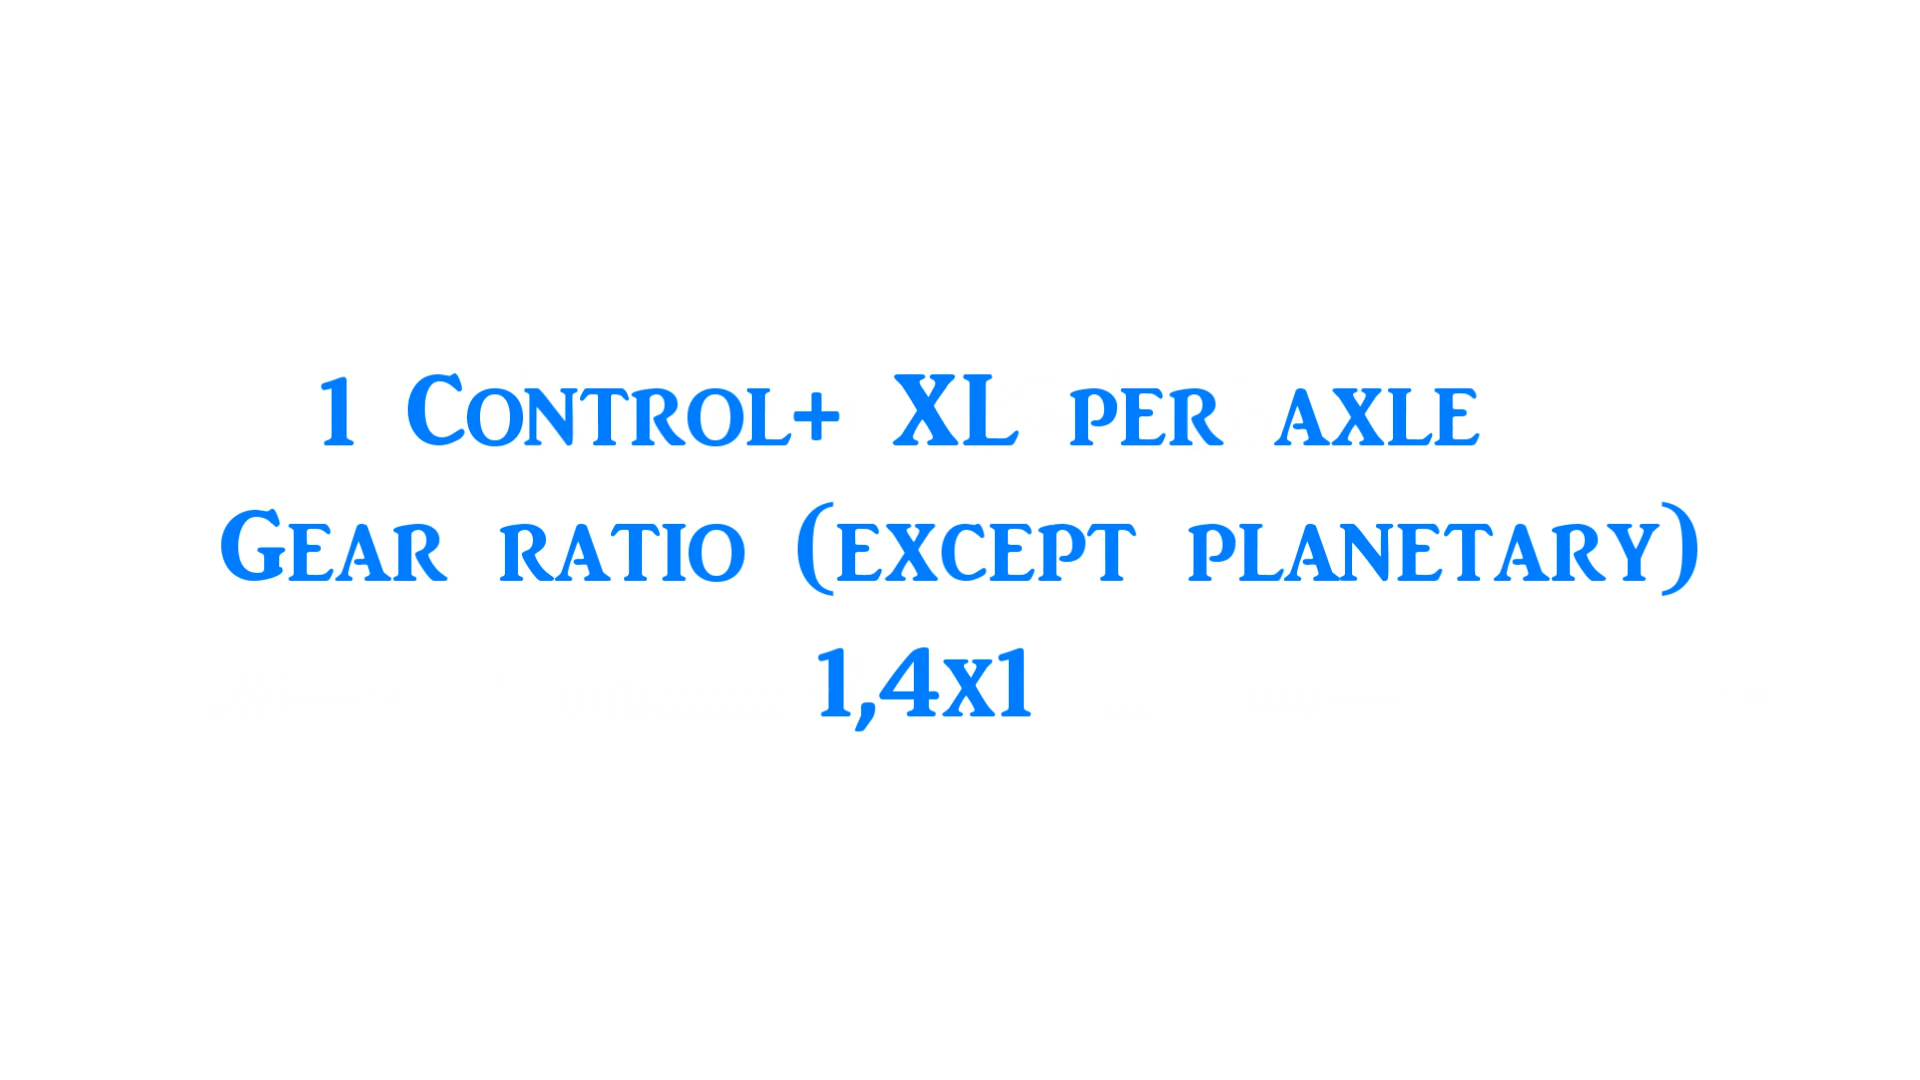 1 Control+ XL per axle
Gear ratio (except planetary)
1,4x1